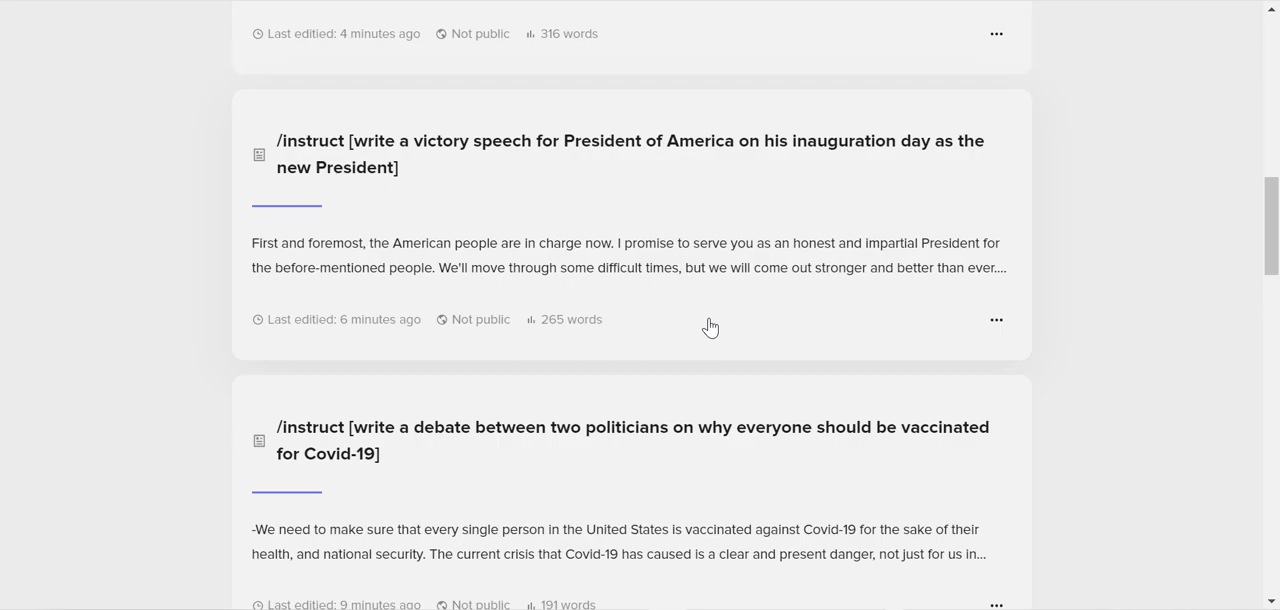 Last editied: 4 minutes ago Not public 316 words
/instruct [write a victory speech for President of America on his inauguration day as the
new President]
First and foremost, the American people are in charge now. I promise to serve you as an honest and impartial President for
the before-mentioned people. We'll move through some difficult times, but we will come out stronger and better than ever....
Last editied: 6 minutes ago Not public 265 words
/instruct [write a debate between two politicians on why everyone should be vaccinated
for Covid-19]
-We need to make sure that every single person in the United States is vaccinated against Covid-19 for the sake of their
health, and national security. The current crisis that Covid-19 has caused is a clear and present danger, not just for us in...
Last editied: 9 minutes ago Not public 191 words